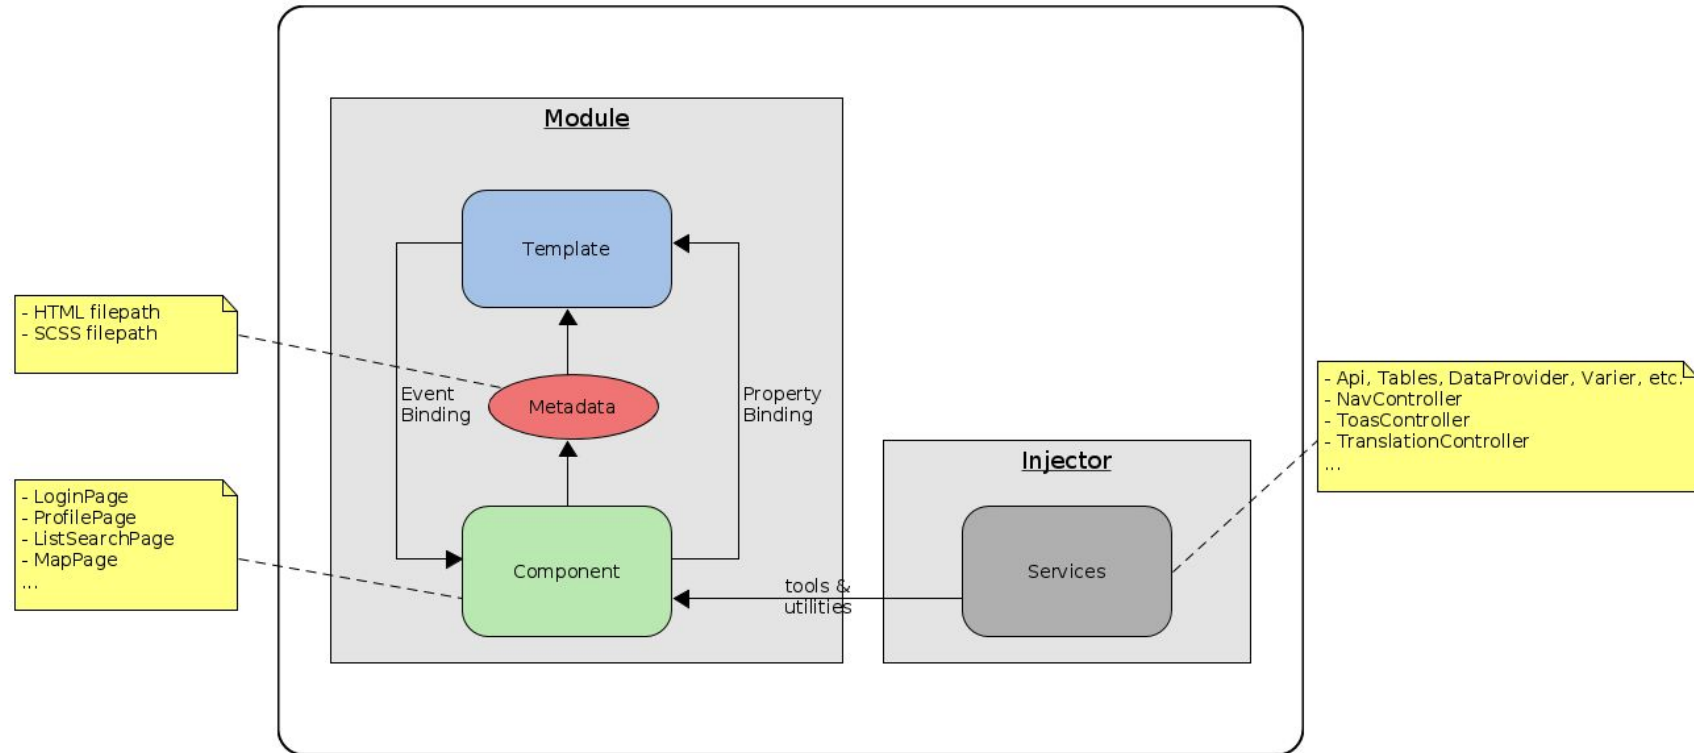 Module
Template
- HTML filepath
- SCSS filepath
Event
Binding
Metadata
Property
Binding
- Api, Tables, DataProvider, Varier, etc.
- NavController
- ToasController
- TranslationController
...
Injector
- LoginPage
- ProfilePage
- ListSearchPage
- MapPage
...
Component
tools &
utilities
Services